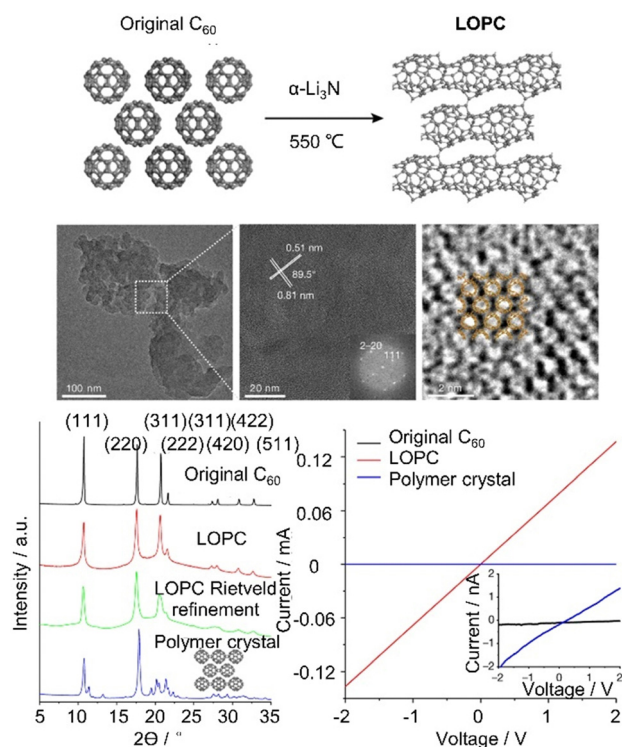 Original C60
LOPC
α-Li3N
550 ℃
0.51 nm
89.5°
0.81 nm
100 nm
2–20
111
20 nm
2 nm
(111)
(311)
(311)
(422)
(220)
(222)
(420)
(511)
Original C60
LOPC
LOPC Rietveld
refinement
Polymer crystal
Intensity / a.u.
5
10
15
20
25
30
35
2Θ / °
Original C60
LOPC
Polymer crystal
0.12
0.06
0
-0.06
-0.12
Current / mA
-2
-1
0
1
2
Voltage / V
2
1
0
−1
−2
Current / nA
−2
−1
0
1
2
Voltage / V